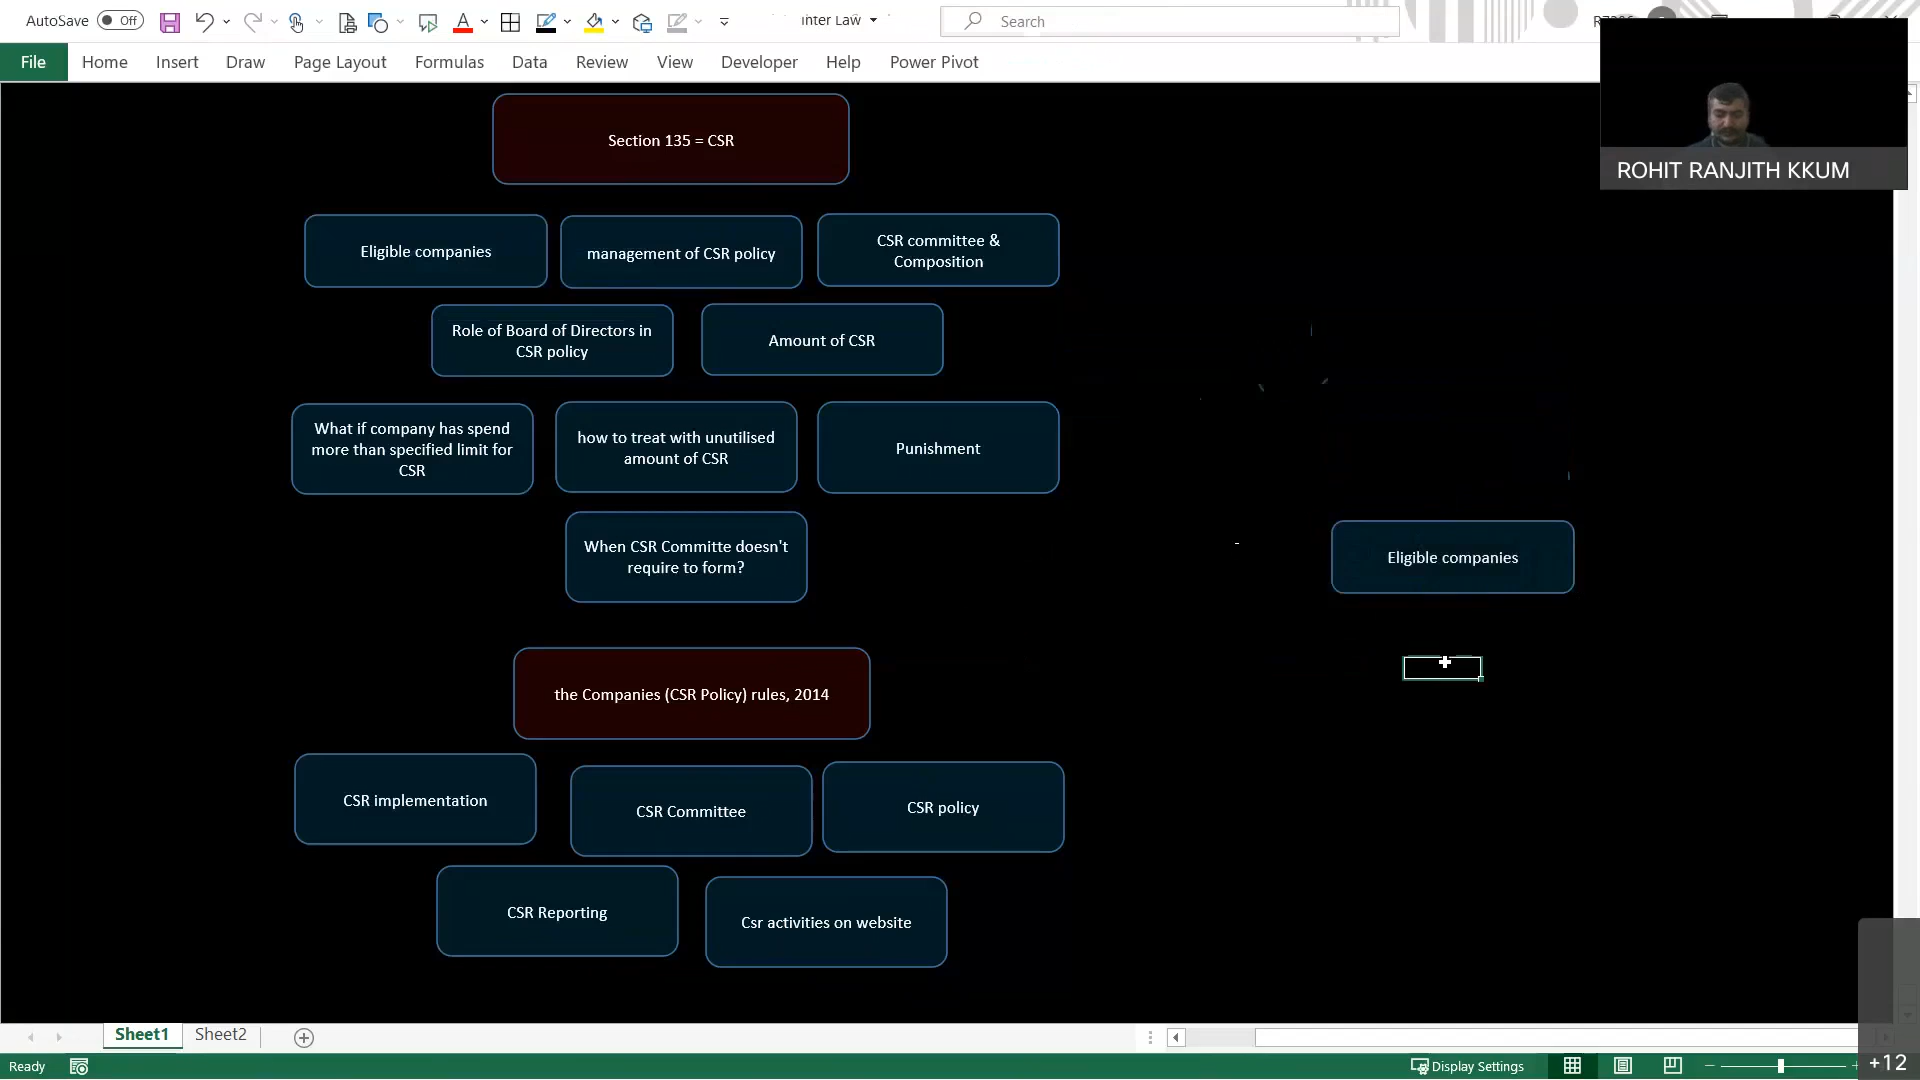 AutoSave Off
Inter Law
Search
File Home Insert Draw Page Layout Formulas Data Review View Developer Help Power Pivot
ROHIT RANJITH KKUM
Section 135 = CSR
Eligible companies
management of CSR policy
CSR committee &
Composition
Role of Board of Directors in
CSR policy
Amount of CSR
What if company has spend
more than specified limit for
CSR
how to treat with unutilised
amount of CSR
Punishment
When CSR Committe doesn't
require to form?
Eligible companies
the Companies (CSR Policy) rules, 2014
CSR implementation
CSR Committee
CSR policy
CSR Reporting
Csr activities on website
Sheet1 Sheet2
Ready
Display Settings
+12